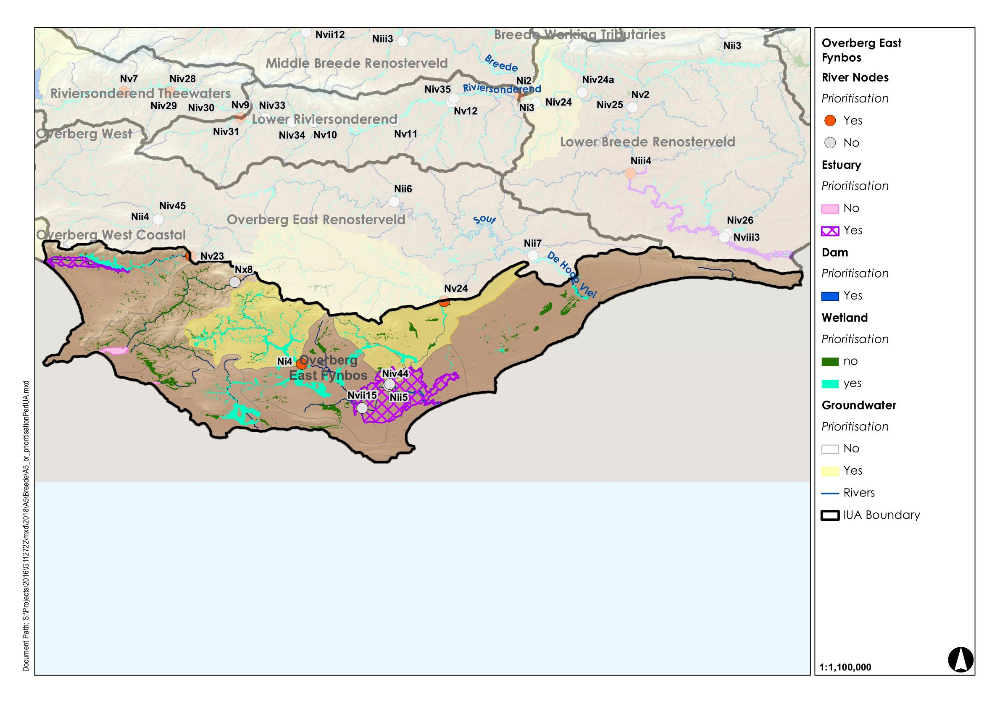 Breede Working Tributaries
Nvii12
Niii3
Nii3
Middle Breede Renosterveld
Breede
Nv7
Niv28
Ni2
Niv24a
Riviersonderend Theewaters
Niv35
Riviersonderend
Nv2
Niv29
Niv30
Nv9
Niv33
Nv12
Ni3
Niv24
Niv25
Lower Riviersonderend
Overberg West
Niv31
Niv34
Nv10
Nv11
Lower Breede Renosterveld
Niii4
Nii6
Niv45
Nii4
Overberg East Renosterveld
Sout
Niv26
Overberg West Coastal
Nviii3
Nii7
Nv23
De Hoop Vlei
Nx8
Nv24
Ni4
Overberg
East Fynbos
Niv44
Nvii15
Nii5
Overberg East
Fynbos
River Nodes
Prioritisation
Yes
No
Estuary
Prioritisation
No
Yes
Dam
Prioritisation
Yes
Wetland
Prioritisation
no
yes
Groundwater
Prioritisation
No
Yes
Rivers
IUA Boundary
1:1,100,000
Document Path: S:\Projects\2016\G112722\mxd\2018\A5\Breede\A5_br_prioritisationPerIUA.mxd